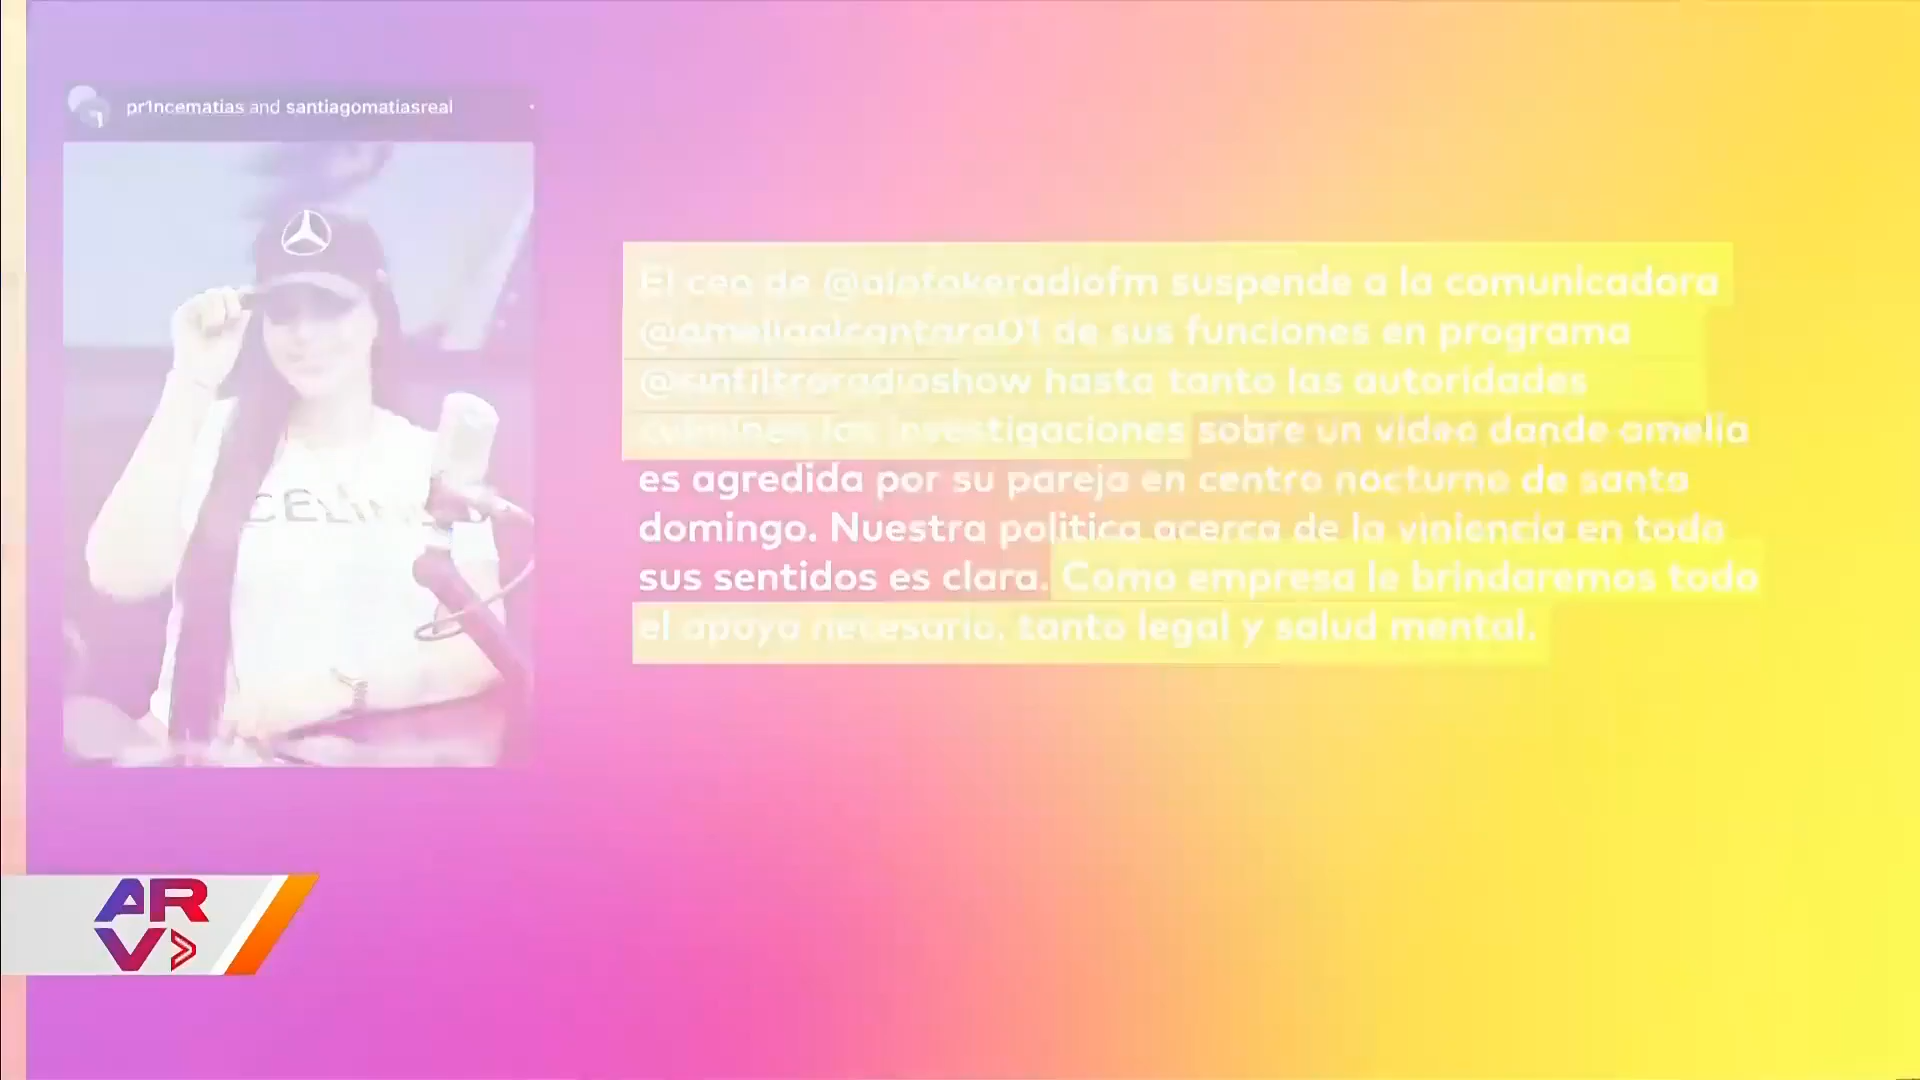 pr1ncematias and santiagomatiasreal
CELINE
El ceo de @alofokeradiofm suspende a la comunicadora
@ameliaalcantara01 de sus funciones en programa
@sinfiltroradioshow hasta tanto las autoridades
culminen las investigaciones sobre un video dande amelia
es agredida por su pareja en centro nocturno de santo
domingo. Nuestra politica acerca de la vinlencia en todo
sus sentidos es clara. Como empresa le brindaremos todo
el apoyo necesario, tanto legal y salud mental.
AR
V